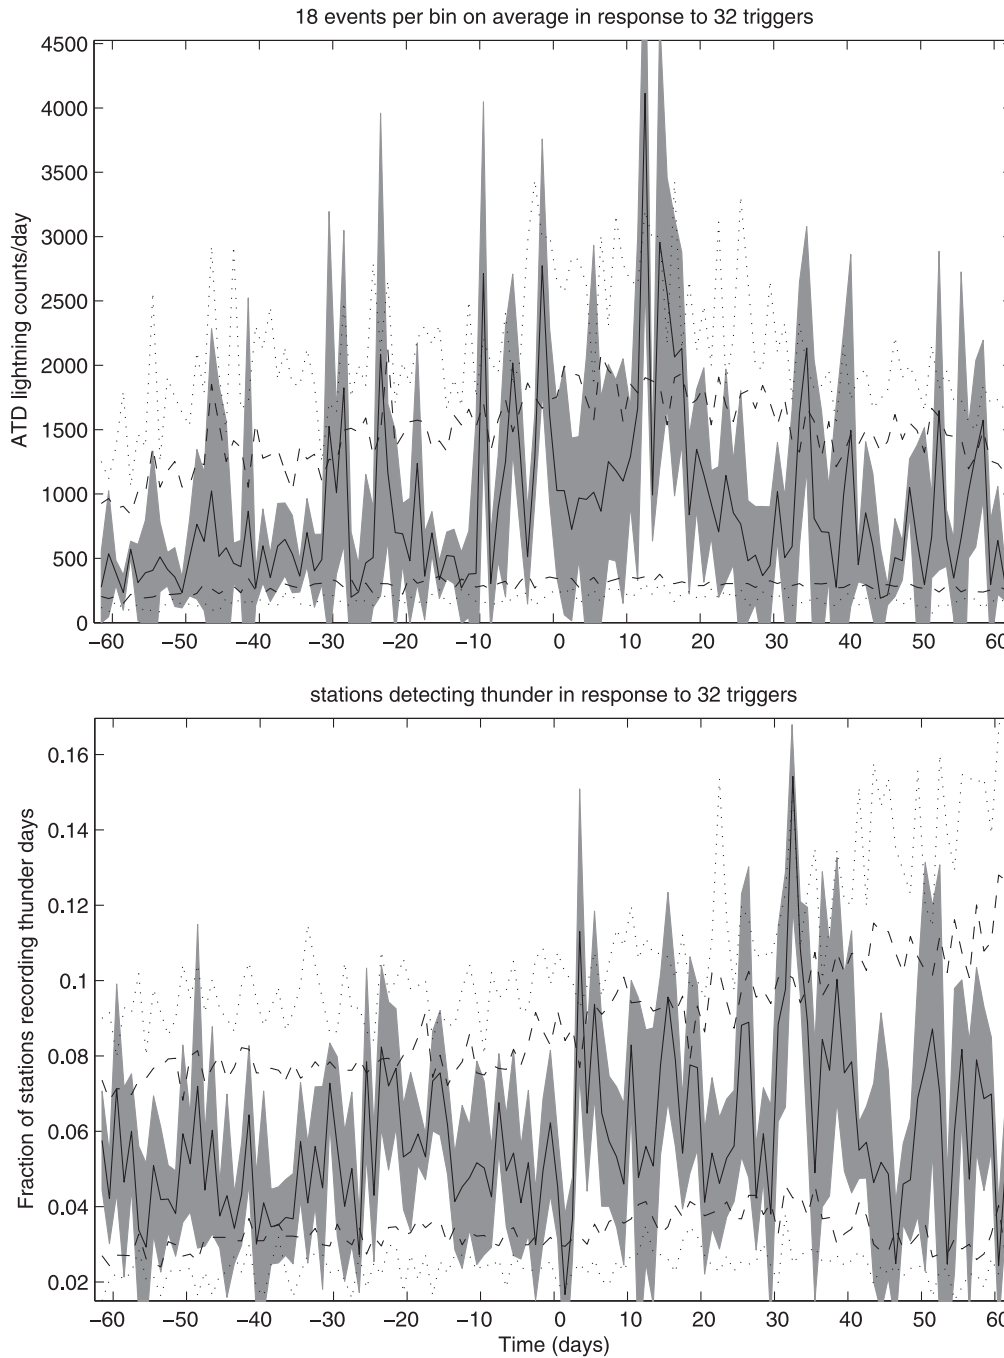 18 events per bin on average in response to 32 triggers
4500
4000
3500
3000
2500
2000
1500
1000
500
0
ATD lightning counts/day
−60 −50 −40 −30 −20 −10 0 10 20 30 40 50 60
stations detecting thunder in response to 32 triggers
0.16
0.14
0.12
0.1
0.08
0.06
0.04
0.02
Fraction of stations recording thunder days
−60 −50 −40 −30 −20 −10 0 10 20 30 40 50 60
Time (days)